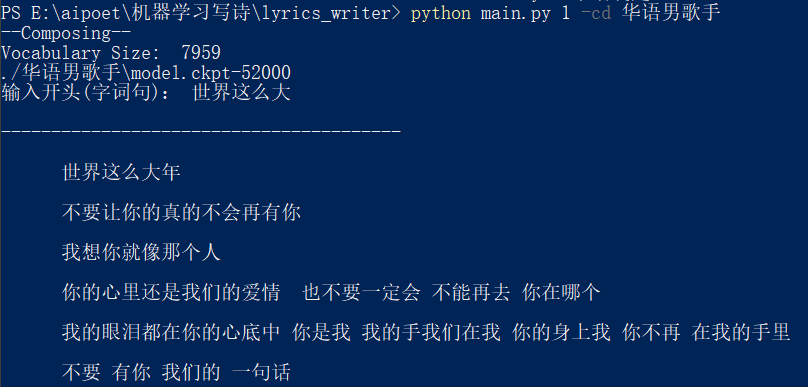 PS E:\aipoet\机器学习写诗\lyrics_writer> python main.py 1 -cd 华语男歌手
--Composing--
Vocabulary Size:  7959
./华语男歌手\model.ckpt-52000
输入开头(字词句)： 世界这么大
----------------------------------------
世界这么大年
不要让你的真的不会再有你
我想你就像那个人
你的心里还是我们的爱情  也不要一定会 不能再去 你在哪个
我的眼泪都在你的心底中 你是我 我的手我们在我 你的身上我 你不再 在我的手里
不要 有你 我们的 一句话